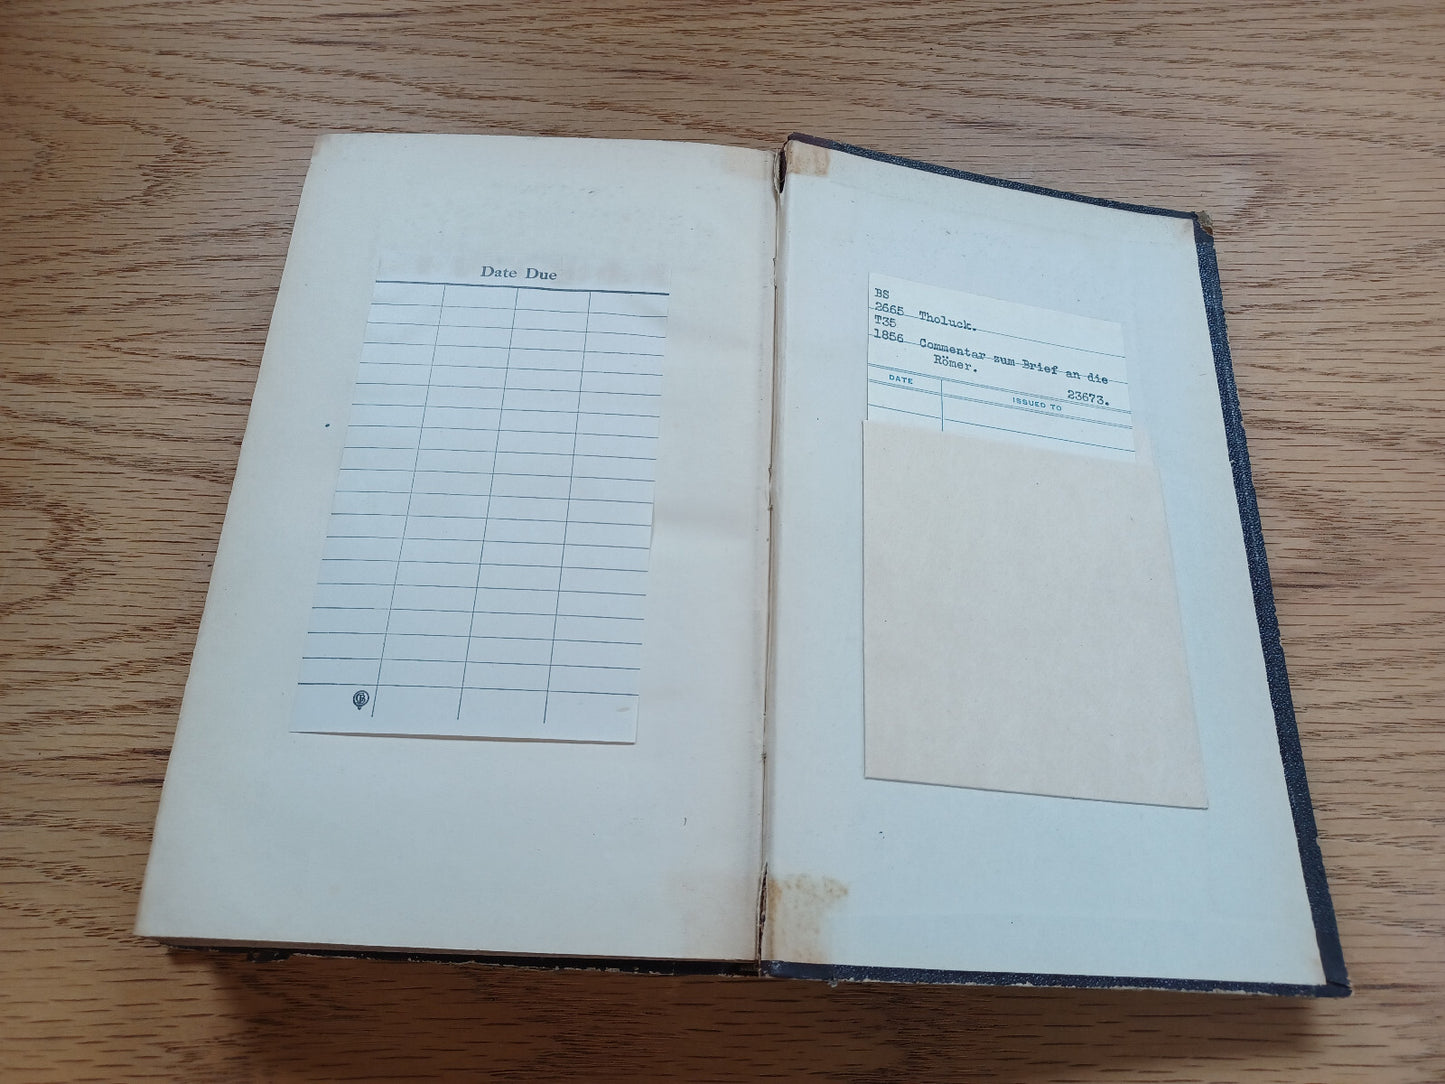 Date Due
BS
2665 Tholuck.
T35
1856 Commentar zum Brief an die
Römer.
23673.
DATE
ISSUED TO